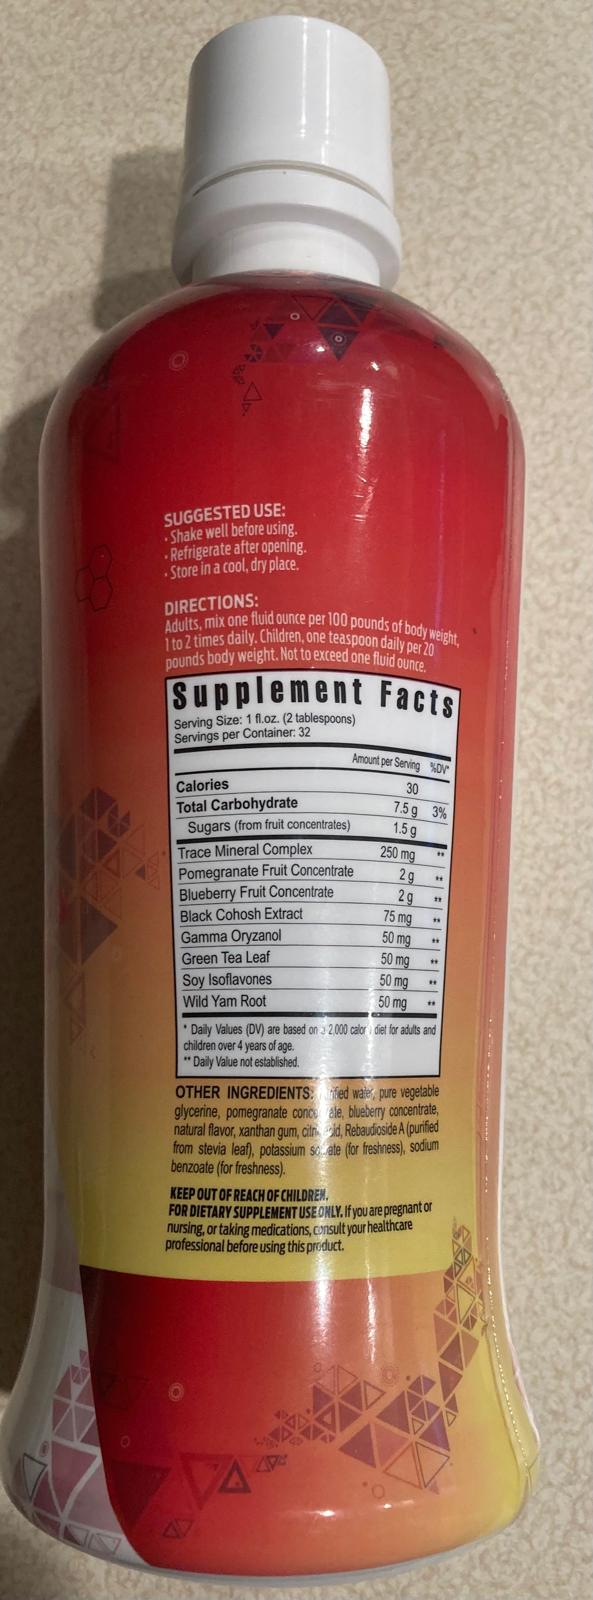 SUGGESTED USE:
· Shake well before using.
· Refrigerate after opening.
· Store in a cool, dry place.
DIRECTIONS:
Adults, mix one fluid ounce per 100 pounds of body weight,
1 to 2 times daily. Children, one teaspoon daily per 20
pounds body weight. Not to exceed one fluid ounce.
Supplement Facts
Serving Size: 1 fl.oz. (2 tablespoons)
Servings per Container: 32
Amount per Serving %DV*
Calories 30
Total Carbohydrate 7.5 g 3%
Sugars (from fruit concentrates) 1.5 g
Trace Mineral Complex 250 mg **
Pomegranate Fruit Concentrate 2 g **
Blueberry Fruit Concentrate 2 g **
Black Cohosh Extract 75 mg **
Gamma Oryzanol 50 mg **
Green Tea Leaf 50 mg **
Soy Isoflavones 50 mg **
Wild Yam Root 50 mg **
* Daily Values (DV) are based on a 2,000 calorie diet for adults and
children over 4 years of age.
** Daily Value not established.
OTHER INGREDIENTS: Purified water, pure vegetable
glycerine, pomegranate concentrate, blueberry concentrate,
natural flavor, xanthan gum, citric acid, Rebaudioside A (purified
from stevia leaf), potassium sorbate (for freshness), sodium
benzoate (for freshness).
KEEP OUT OF REACH OF CHILDREN.
FOR DIETARY SUPPLEMENT USE ONLY. If you are pregnant or
nursing, or taking medications, consult your healthcare
professional before using this product.